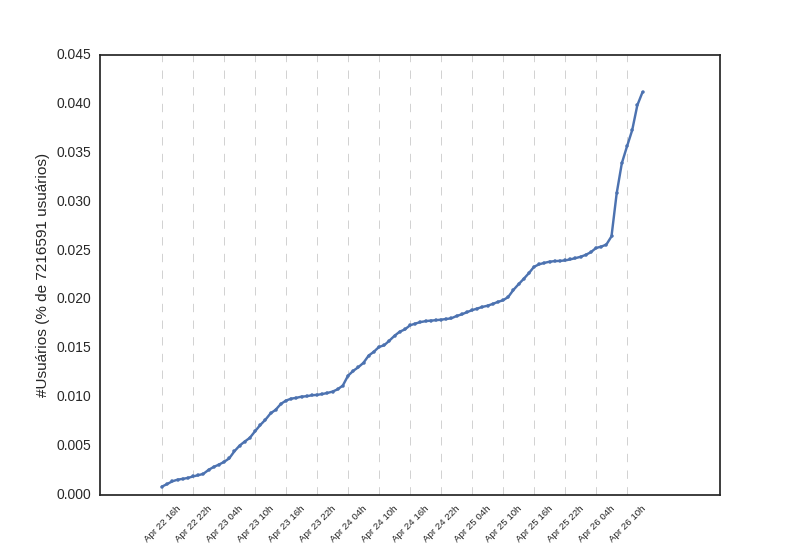 0.045
0.040
0.035
0.030
0.025
0.020
0.015
0.010
0.005
0.000
#Usuários (% de 7216591 usuários)
Apr 22 16h
Apr 22 22h
Apr 23 04h
Apr 23 10h
Apr 23 16h
Apr 23 22h
Apr 24 04h
Apr 24 10h
Apr 24 16h
Apr 24 22h
Apr 25 04h
Apr 25 10h
Apr 25 16h
Apr 25 22h
Apr 26 04h
Apr 26 10h